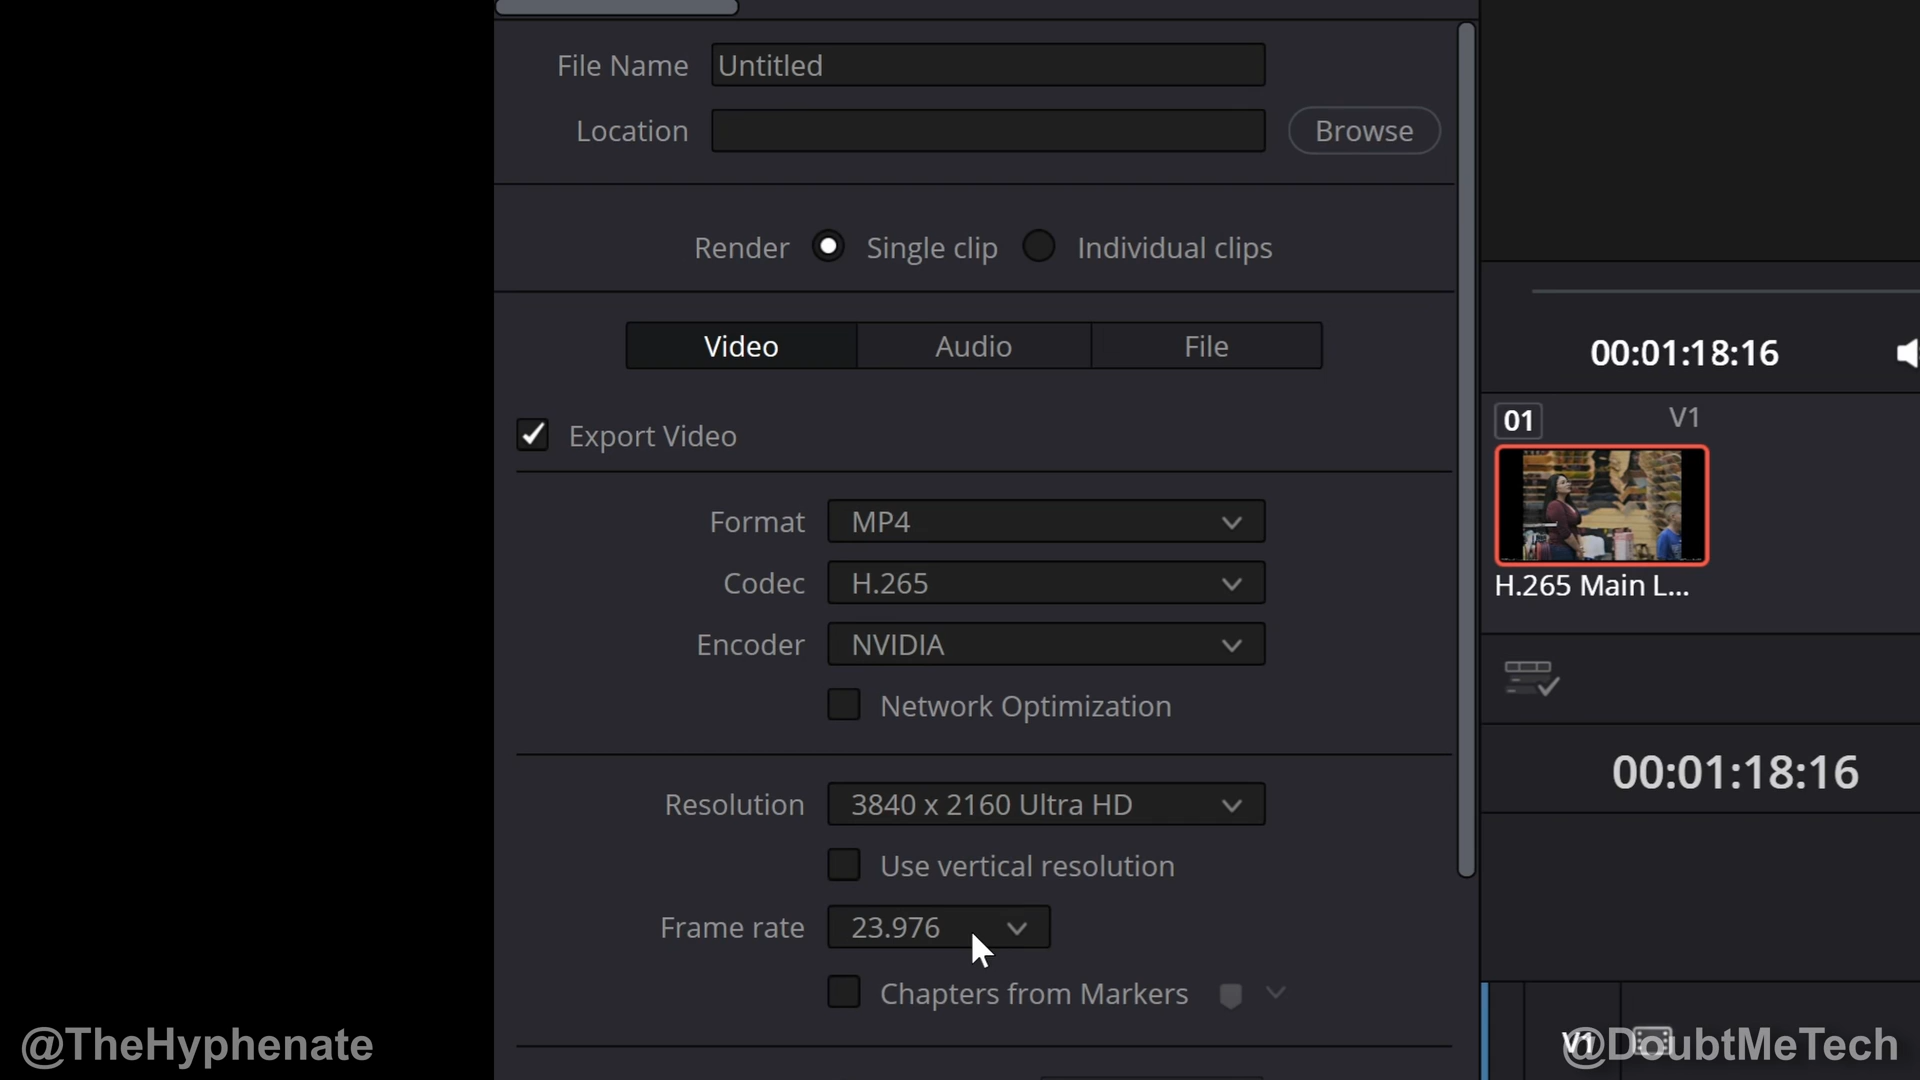 File Name Untitled
Location Browse
Render Single clip Individual clips
Video Audio File
00:01:18:16
01 V1
Export Video
Format MP4
Codec H.265
H.265 Main L...
Encoder NVIDIA
Network Optimization
Resolution 3840 x 2160 Ultra HD
00:01:18:16
Use vertical resolution
Frame rate 23.976
Chapters from Markers
@TheHyphenate
V1
@DoubtMeTech